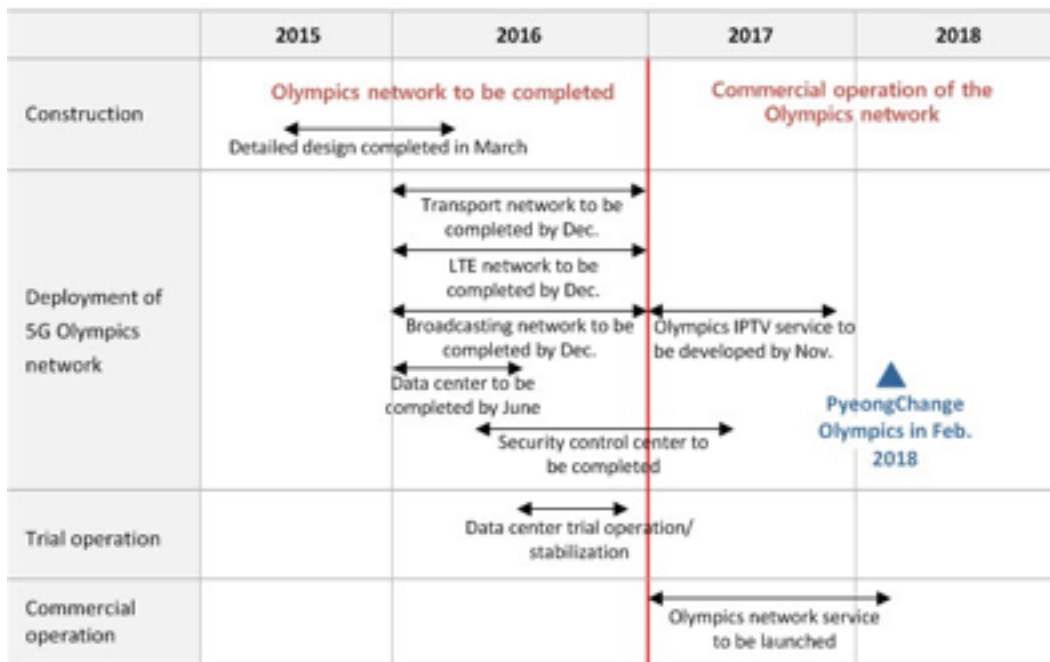 2015 2016 2017 2018
Construction
Olympics network to be completed
Commercial operation of the
Olympics network
Detailed design completed in March
Deployment of
5G Olympics
network
Transport network to be
completed by Dec.
LTE network to be
completed by Dec.
Broadcasting network to be
completed by Dec.
Olympics IPTV service to
be developed by Nov.
Data center to be
completed by June
PyeongChange
Olympics in Feb.
2018
Security control center to
be completed
Trial operation
Data center trial operation/
stabilization
Commercial
operation
Olympics network service
to be launched